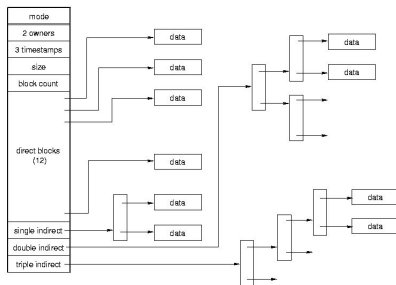 mode
2 owners
3 timestamps
size
block count
direct blocks
(12)
single indirect
double indirect
triple indirect
data
data
data
data
data
data
data
data
data
data